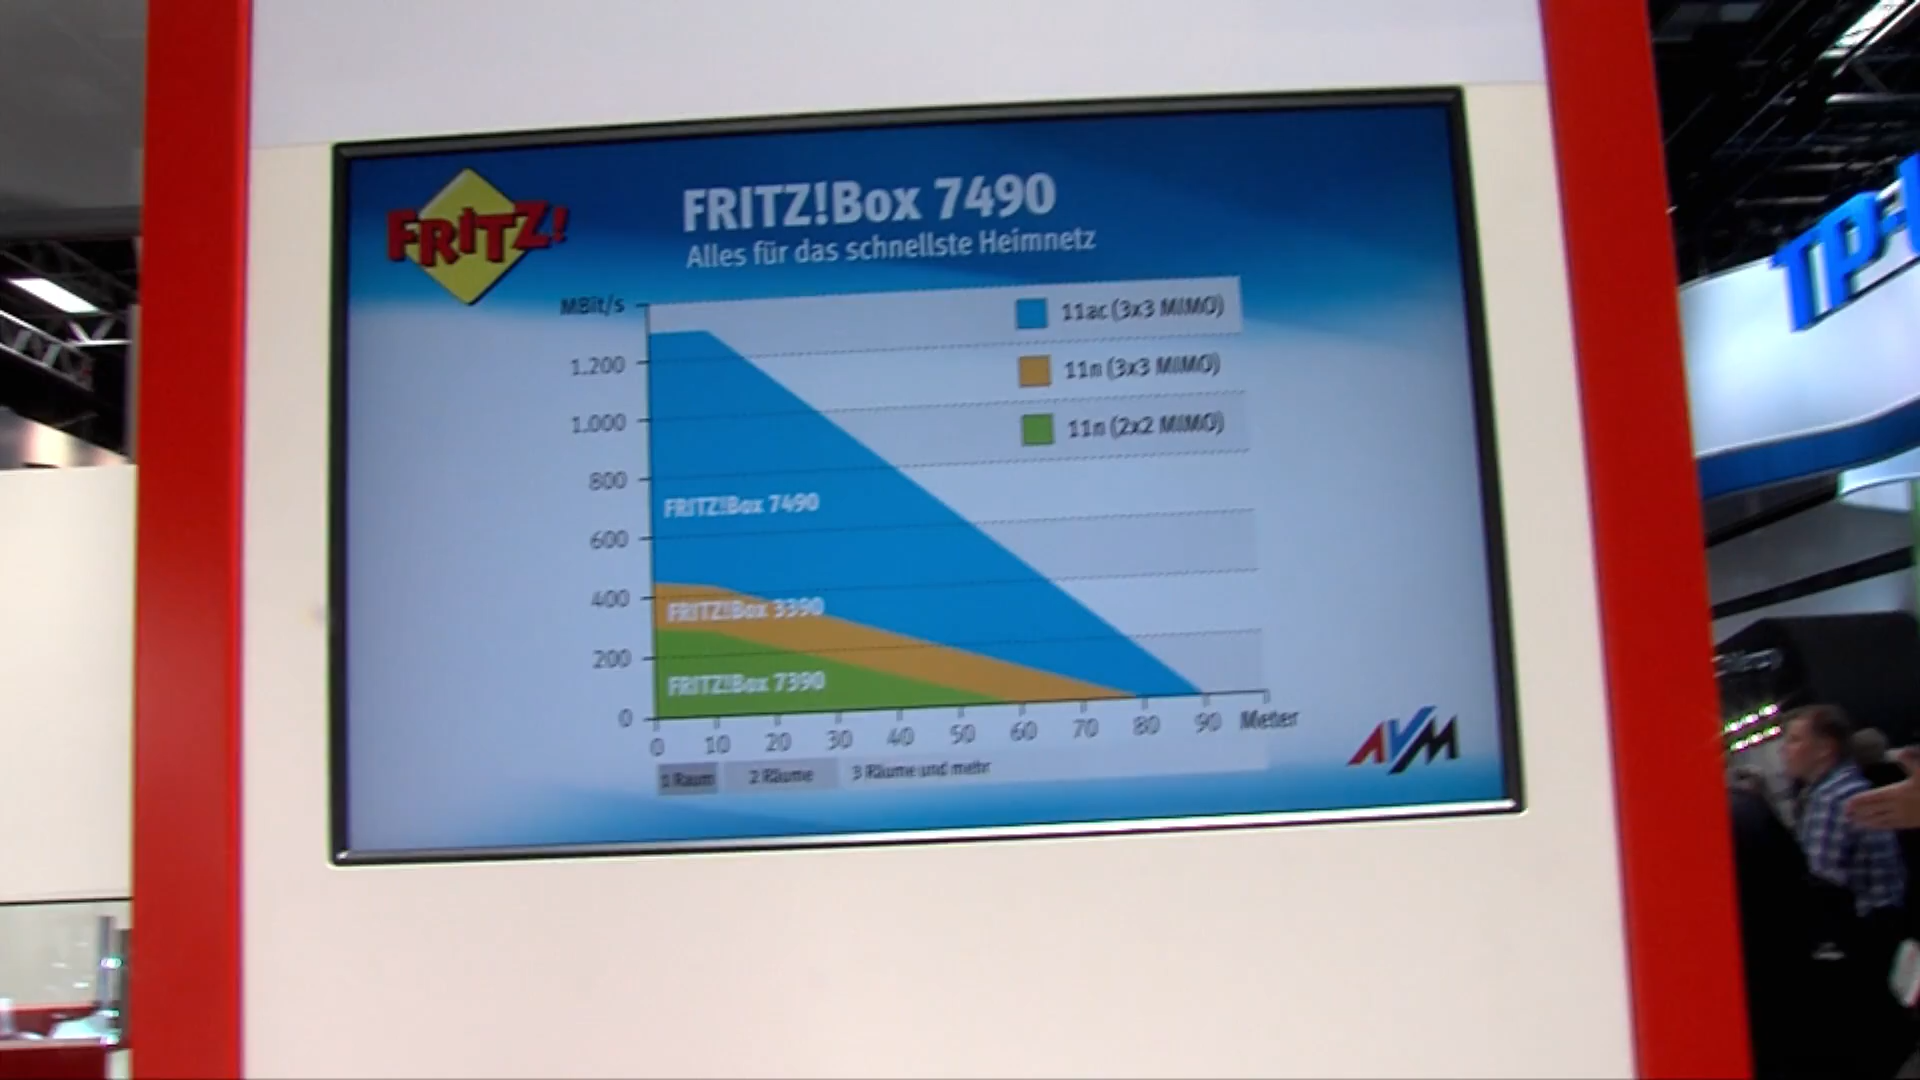 FRITZ!
FRITZ!Box 7490
Alles für das schnellste Heimnetz
MBit/s
1.200
1.000
800
600
400
200
0
11ac (3x3 MIMO)
11n (3x3 MIMO)
11n (2x2 MIMO)
FRITZ!Box 7490
FRITZ!Box 3390
FRITZ!Box 7390
0 10 20 30 40 50 60 70 80 90 Meter
1 Raum 2 Räume 3 Räume und mehr
AVM
TP-